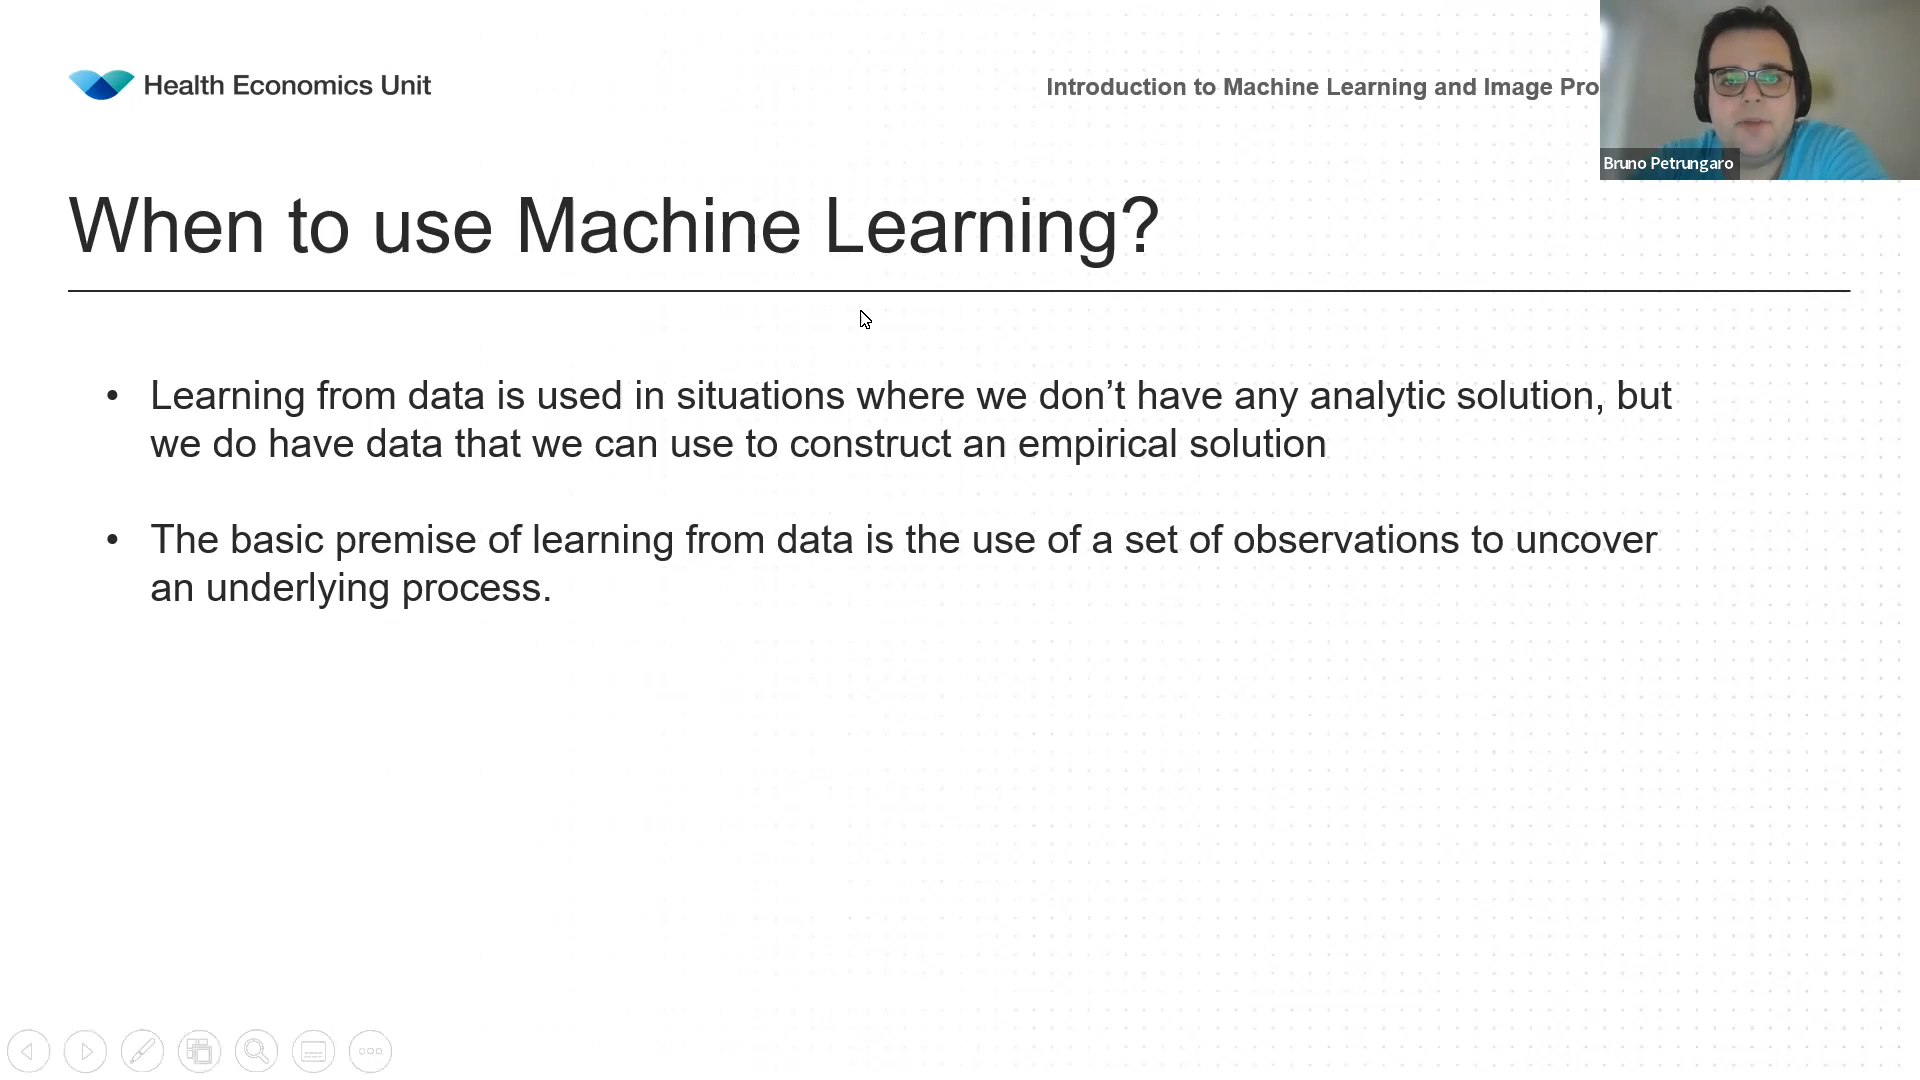 Health Economics Unit
Introduction to Machine Learning and Image Pro
Bruno Petrungaro
When to use Machine Learning?
• Learning from data is used in situations where we don’t have any analytic solution, but
we do have data that we can use to construct an empirical solution
• The basic premise of learning from data is the use of a set of observations to uncover
an underlying process.